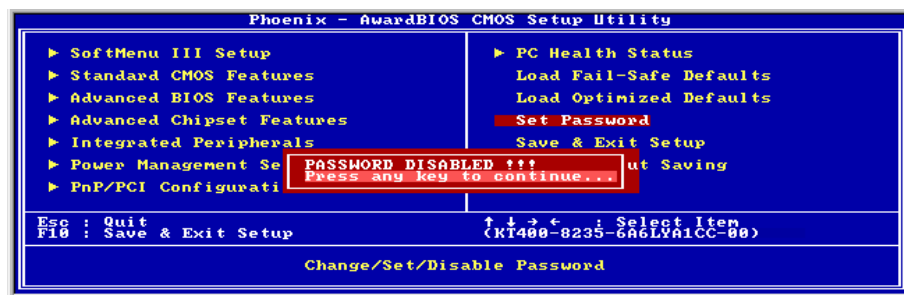 Phoenix - AwardBIOS CMOS Setup Utility
► SoftMenu III Setup
► Standard CMOS Features
► Advanced BIOS Features
► Advanced Chipset Features
► Integrated Peripherals
► Power Management Se
► PnP/PCI Configurati
► PC Health Status
Load Fail-Safe Defaults
Load Optimized Defaults
Set Password
Save & Exit Setup
ut Saving
PASSWORD DISABLED !!!
Press any key to continue...
Esc : Quit
F10 : Save & Exit Setup
↑ ↓ → ← : Select Item
(KT400-8235-6A6LYA1CC-00)
Change/Set/Disable Password